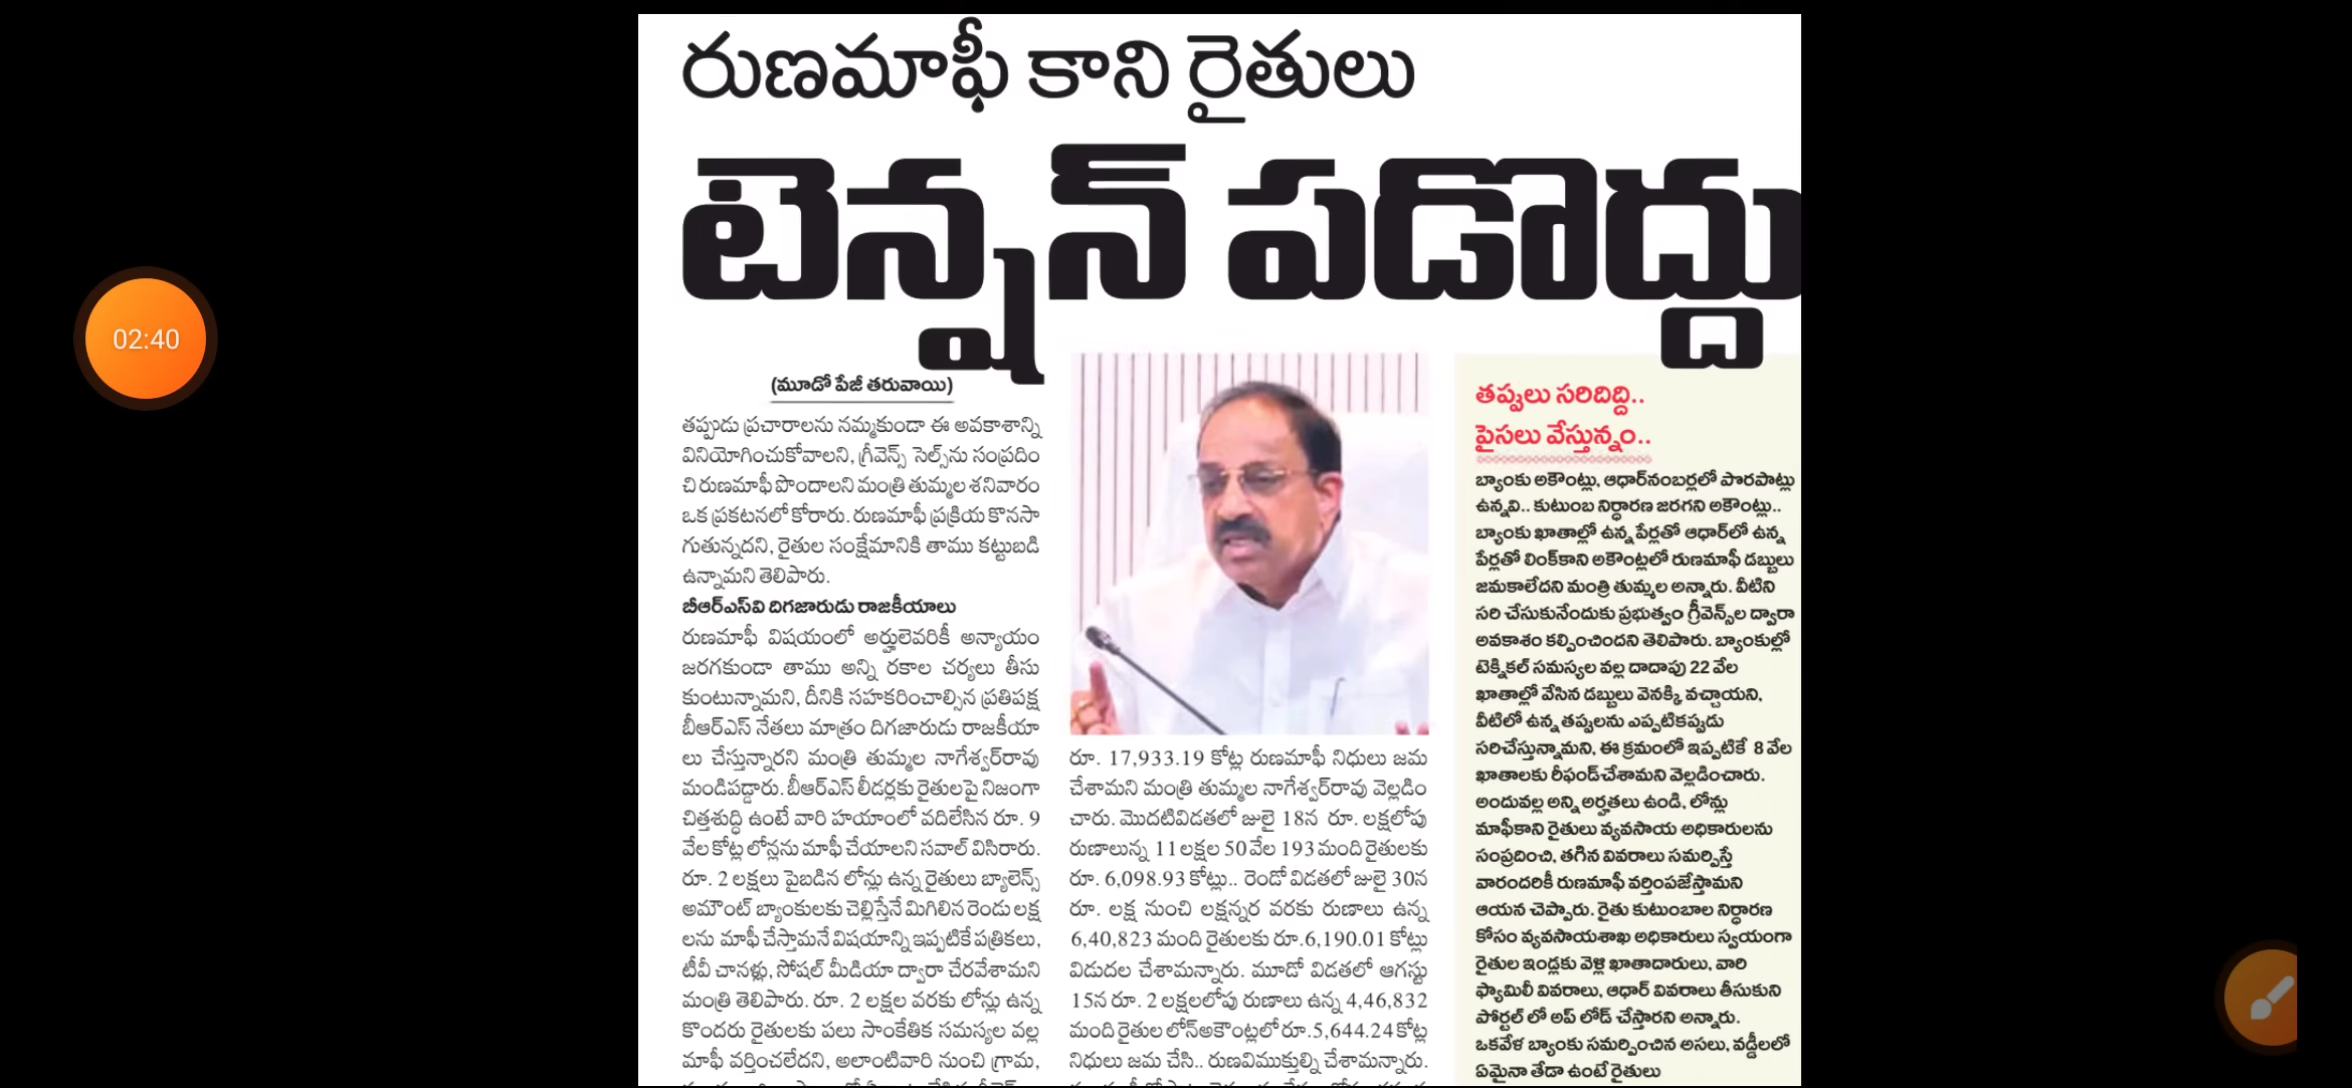 రుణమాఫీ కాని రైతులు
టెన్షన్ పడొద్దు
02:40
(మూడో పేజీ తరువాయి)
తప్పుడు ప్రచారాలను నమ్మకుండా ఈ అవకాశాన్ని
వినియోగించుకోవాలని, గ్రీవెన్స్ సెల్స్‌ను సంప్రదిం
చి రుణమాఫీ పొందాలని మంత్రి తుమ్మల శనివారం
ఒక ప్రకటనలో కోరారు. రుణమాఫీ ప్రక్రియ కొనసా
గుతున్నదని, రైతుల సంక్షేమానికి తాము కట్టుబడి
ఉన్నామని తెలిపారు.
బీఆర్ఎస్‌వి దిగజారుడు రాజకీయాలు
రుణమాఫీ విషయంలో అర్హులెవరికీ అన్యాయం
జరగకుండా తాము అన్ని రకాల చర్యలు తీసు
కుంటున్నామని, దీనికి సహకరించాల్సిన ప్రతిపక్ష
బీఆర్ఎస్ నేతలు మాత్రం దిగజారుడు రాజకీయా
లు చేస్తున్నారని మంత్రి తుమ్మల నాగేశ్వర్‌రావు
మండిపడ్డారు. బీఆర్ఎస్ లీడర్లకు రైతులపై నిజంగా
చిత్తశుద్ధి ఉంటే వారి హయాంలో వదిలేసిన రూ. 9
వేల కోట్ల లోన్లను మాఫీ చేయాలని సవాల్ విసిరారు.
రూ. 2 లక్షలు పైబడిన లోన్లు ఉన్న రైతులు బ్యాలెన్స్
అమౌంట్ బ్యాంకులకు చెల్లిస్తేనే మిగిలిన రెండు లక్ష
లను మాఫీ చేస్తామనే విషయాన్ని ఇప్పటికే పత్రికలు,
టీవీ చానళ్లు, సోషల్ మీడియా ద్వారా చేరవేశామని
మంత్రి తెలిపారు. రూ. 2 లక్షల వరకు లోన్లు ఉన్న
కొందరు రైతులకు పలు సాంకేతిక సమస్యల వల్ల
మాఫీ వర్తించలేదని, అలాంటివారి నుంచి గ్రామ,
రూ. 17,933.19 కోట్ల రుణమాఫీ నిధులు జమ
చేశామని మంత్రి తుమ్మల నాగేశ్వర్‌రావు వెల్లడిం
చారు. మొదటివిడతలో జులై 18న రూ. లక్షలోపు
రుణాలున్న 11 లక్షల 50 వేల 193 మంది రైతులకు
రూ. 6,098.93 కోట్లు.. రెండో విడతలో జులై 30న
రూ. లక్ష నుంచి లక్షన్నర వరకు రుణాలు ఉన్న
6,40,823 మంది రైతులకు రూ.6,190.01 కోట్లు
విడుదల చేశామన్నారు. మూడో విడతలో ఆగస్టు
15న రూ. 2 లక్షలలోపు రుణాలు ఉన్న 4,46,832
మంది రైతుల లోన్అకౌంట్లలో రూ.5,644.24 కోట్ల
నిధులు జమ చేసి.. రుణవిముక్తుల్ని చేశామన్నారు.
తప్పులు సరిదిద్ది..
పైసలు వేస్తున్నం..
బ్యాంకు అకౌంట్లు, ఆధార్‌నంబర్లలో పొరపాట్లు
ఉన్నవి.. కుటుంబ నిర్ధారణ జరగని అకౌంట్లు..
బ్యాంకు ఖాతాల్లో ఉన్న పేర్లతో ఆధార్‌లో ఉన్న
పేర్లతో లింక్‌కాని అకౌంట్లలో రుణమాఫీ డబ్బులు
జమకాలేదని మంత్రి తుమ్మల అన్నారు. వీటిని
సరి చేసుకునేందుకు ప్రభుత్వం గ్రీవెన్స్‌ల ద్వారా
అవకాశం కల్పించిందని తెలిపారు. బ్యాంకుల్లో
టెక్నికల్ సమస్యల వల్ల దాదాపు 22 వేల
ఖాతాల్లో వేసిన డబ్బులు వెనక్కి వచ్చాయని,
వీటిలో ఉన్న తప్పులను ఎప్పటికప్పుడు
సరిచేస్తున్నామని, ఈ క్రమంలో ఇప్పటికే 8 వేల
ఖాతాలకు రీఫండ్‌చేశామని వెల్లడించారు.
అందువల్ల అన్ని అర్హతలు ఉండి, లోన్లు
మాఫీకాని రైతులు వ్యవసాయ అధికారులను
సంప్రదించి, తగిన వివరాలు సమర్పిస్తే
వారందరికీ రుణమాఫీ వర్తింపజేస్తామని
ఆయన చెప్పారు. రైతు కుటుంబాల నిర్ధారణ
కోసం వ్యవసాయశాఖ అధికారులు స్వయంగా
రైతుల ఇండ్లకు వెళ్లి ఖాతాదారులు, వారి
ఫ్యామిలీ వివరాలు, ఆధార్ వివరాలు తీసుకుని
పోర్టల్ లో అప్ లోడ్ చేస్తారని అన్నారు.
ఒకవేళ బ్యాంకు సమర్పించిన అసలు, వడ్డీలలో
ఏమైనా తేడా ఉంటే రైతులు